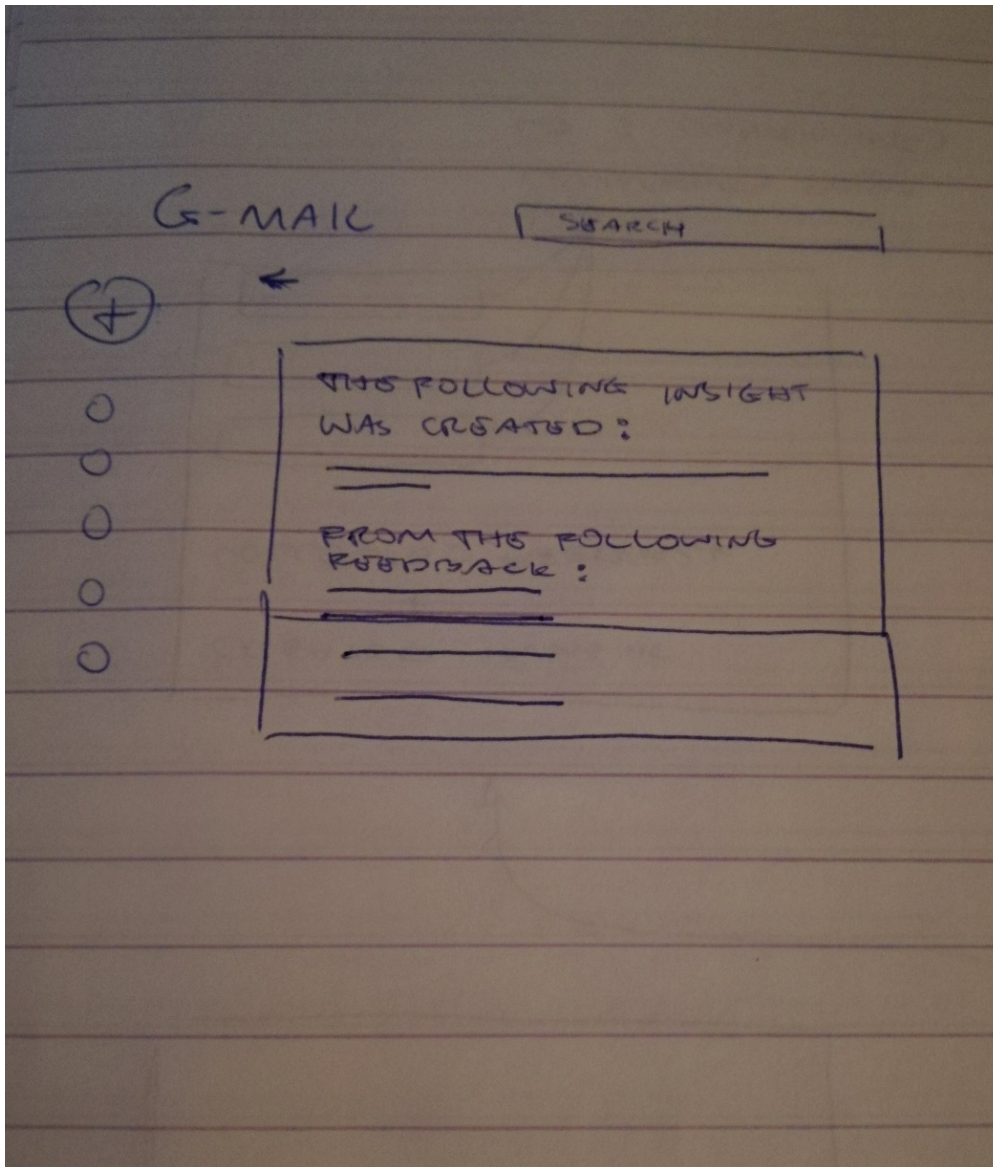 G-MAIL
SEARCH
+
THE FOLLOWING INSIGHT
WAS CREATED:
FROM THE FOLLOWING
FEEDBACK: